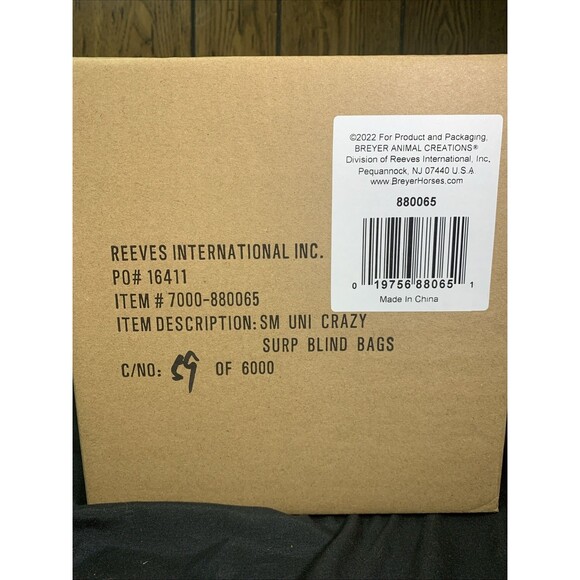 ©2022 For Product and Packaging,
BREYER ANIMAL CREATIONS®
Division of Reeves International, Inc.
Pequannock, NJ 07440 U.S.A
www.BreyerHorses.com
880065
0 19756 88065 1
Made In China
REEVES INTERNATIONAL INC.
PO# 16411
ITEM # 7000-880065
ITEM DESCRIPTION: SM UNI CRAZY
SURP BLIND BAGS
C/NO: 59 OF 6000